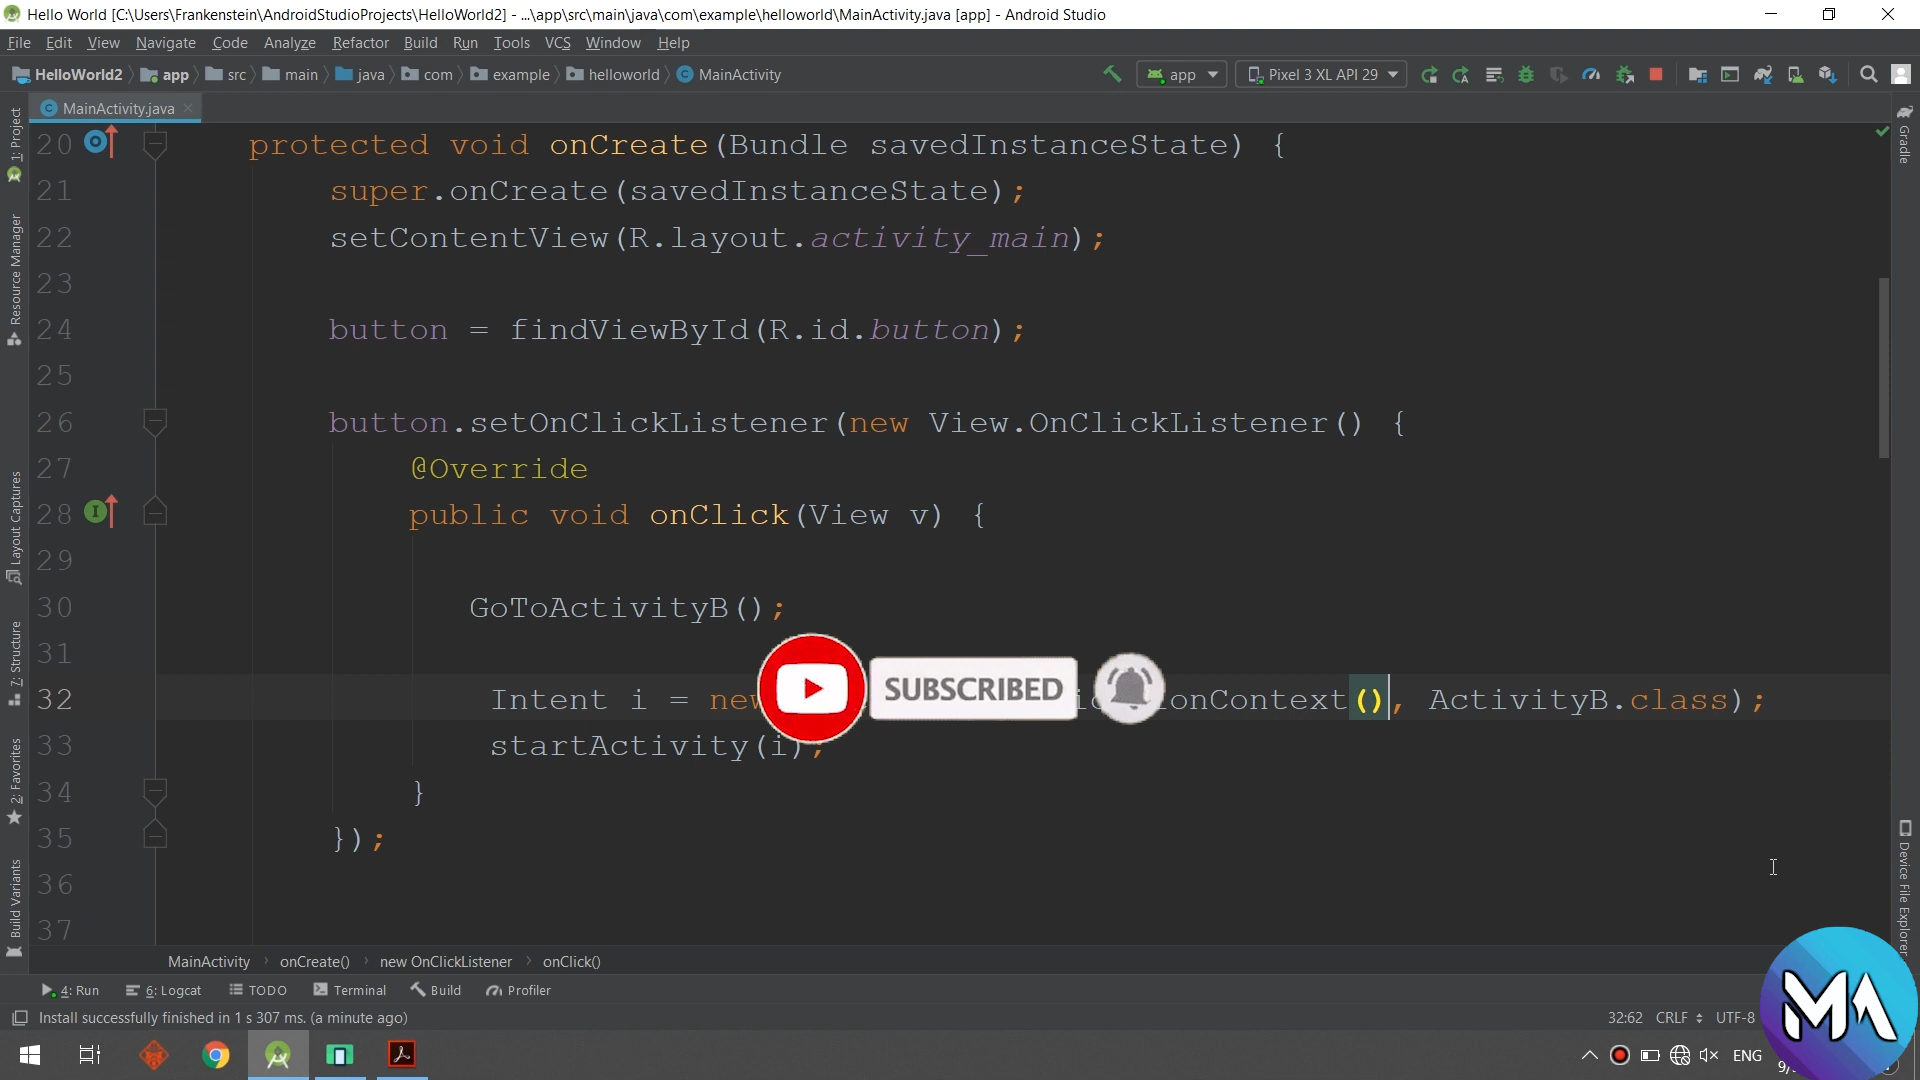 Hello World [C:\Users\Frankenstein\AndroidStudioProjects\HelloWorld2] - ...\app\src\main\java\com\example\helloworld\MainActivity.java [app] - Android Studio
File Edit View Navigate Code Analyze Refactor Build Run Tools VCS Window Help
HelloWorld2 app src main java com example helloworld MainActivity app Pixel 3 XL API 29
MainActivity.java
1: Project
Resource Manager
Layout Captures
7: Structure
2: Favorites
Build Variants
20 protected void onCreate(Bundle savedInstanceState) {
21 super.onCreate(savedInstanceState);
22 setContentView(R.layout.activity_main);
23
24 button = findViewById(R.id.button);
25
26 button.setOnClickListener(new View.OnClickListener() {
27 @Override
28 public void onClick(View v) {
29
30 GoToActivityB();
31
32 Intent i = new onContext(), ActivityB.class);
SUBSCRIBED
33 startActivity(i);
34 }
35 });
36
37
Gradle
Device File Explorer
MainActivity onCreate() new OnClickListener onClick()
4: Run 6: Logcat TODO Terminal Build Profiler
Install successfully finished in 1 s 307 ms. (a minute ago) 32:62 CRLF UTF-8
ENG
MA